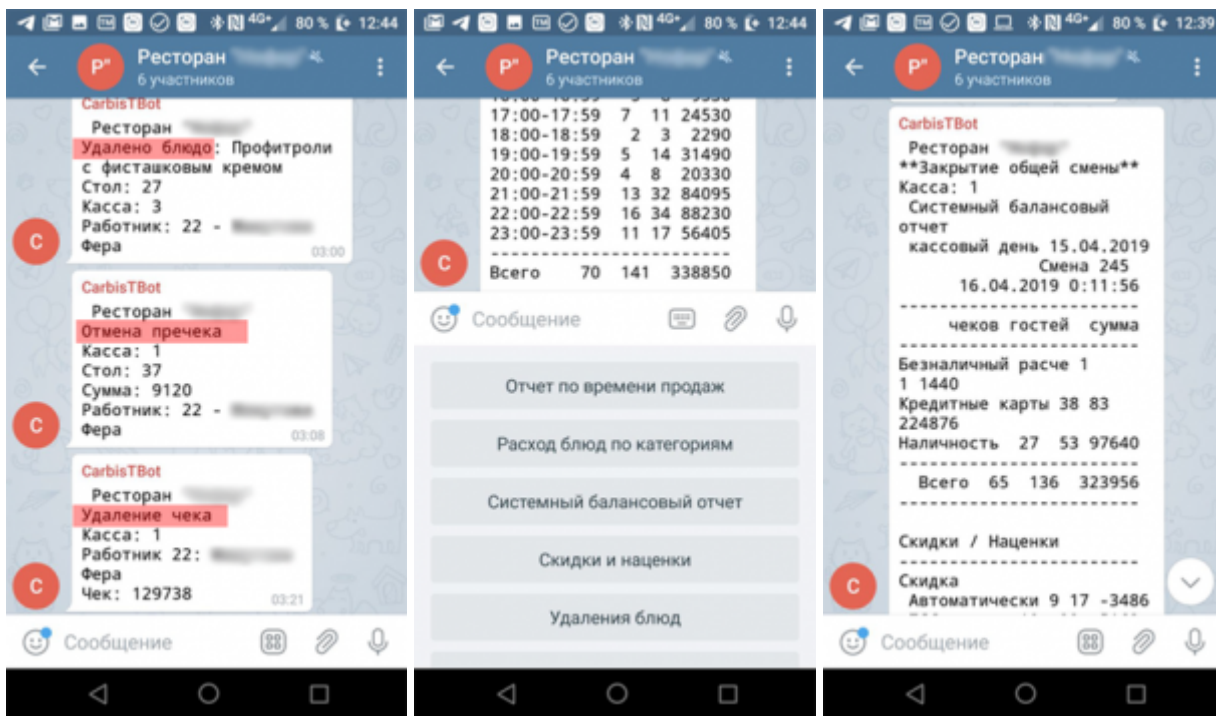 80 % 12:44
Ресторан
6 участников
CarbisTBot
Ресторан
Удалено блюдо: Профитроли
с фисташковым кремом
Стол: 27
Касса: 3
Работник: 22 -
Фера
03:00
C
CarbisTBot
Ресторан
Отмена пречека
Касса: 1
Стол: 37
Сумма: 9120
Работник: 22 -
Фера
03:08
C
CarbisTBot
Ресторан
Удаление чека
Касса: 1
Работник 22:
Фера
Чек: 129738
03:21
C
Сообщение
4G+ 80 % 12:44
Р"
Ресторан
6 участников
17:00-17:59 7 11 24530
18:00-18:59 2 3 2290
19:00-19:59 5 14 31490
20:00-20:59 4 8 20330
21:00-21:59 13 32 84095
22:00-22:59 16 34 88230
23:00-23:59 11 17 56405
-----------------------------
Всего 70 141 338850
C
Сообщение
Отчет по времени продаж
Расход блюд по категориям
Системный балансовый отчет
Скидки и наценки
Удаления блюд
4G+ 80 % 12:39
Р"
Ресторан
6 участников
CarbisTBot
Ресторан
**Закрытие общей смены**
Касса: 1
Системный балансовый
отчет
кассовый день 15.04.2019
Смена 245
16.04.2019 0:11:56
-----------------------------
чеков гостей сумма
-----------------------------
Безналичный расче 1
1 1440
Кредитные карты 38 83
224876
Наличность 27 53 97640
-----------------------------
Всего 65 136 323956
-----------------------------
Скидки / Наценки
-----------------------------
Скидка
Автоматически 9 17 -3486
C
Сообщение